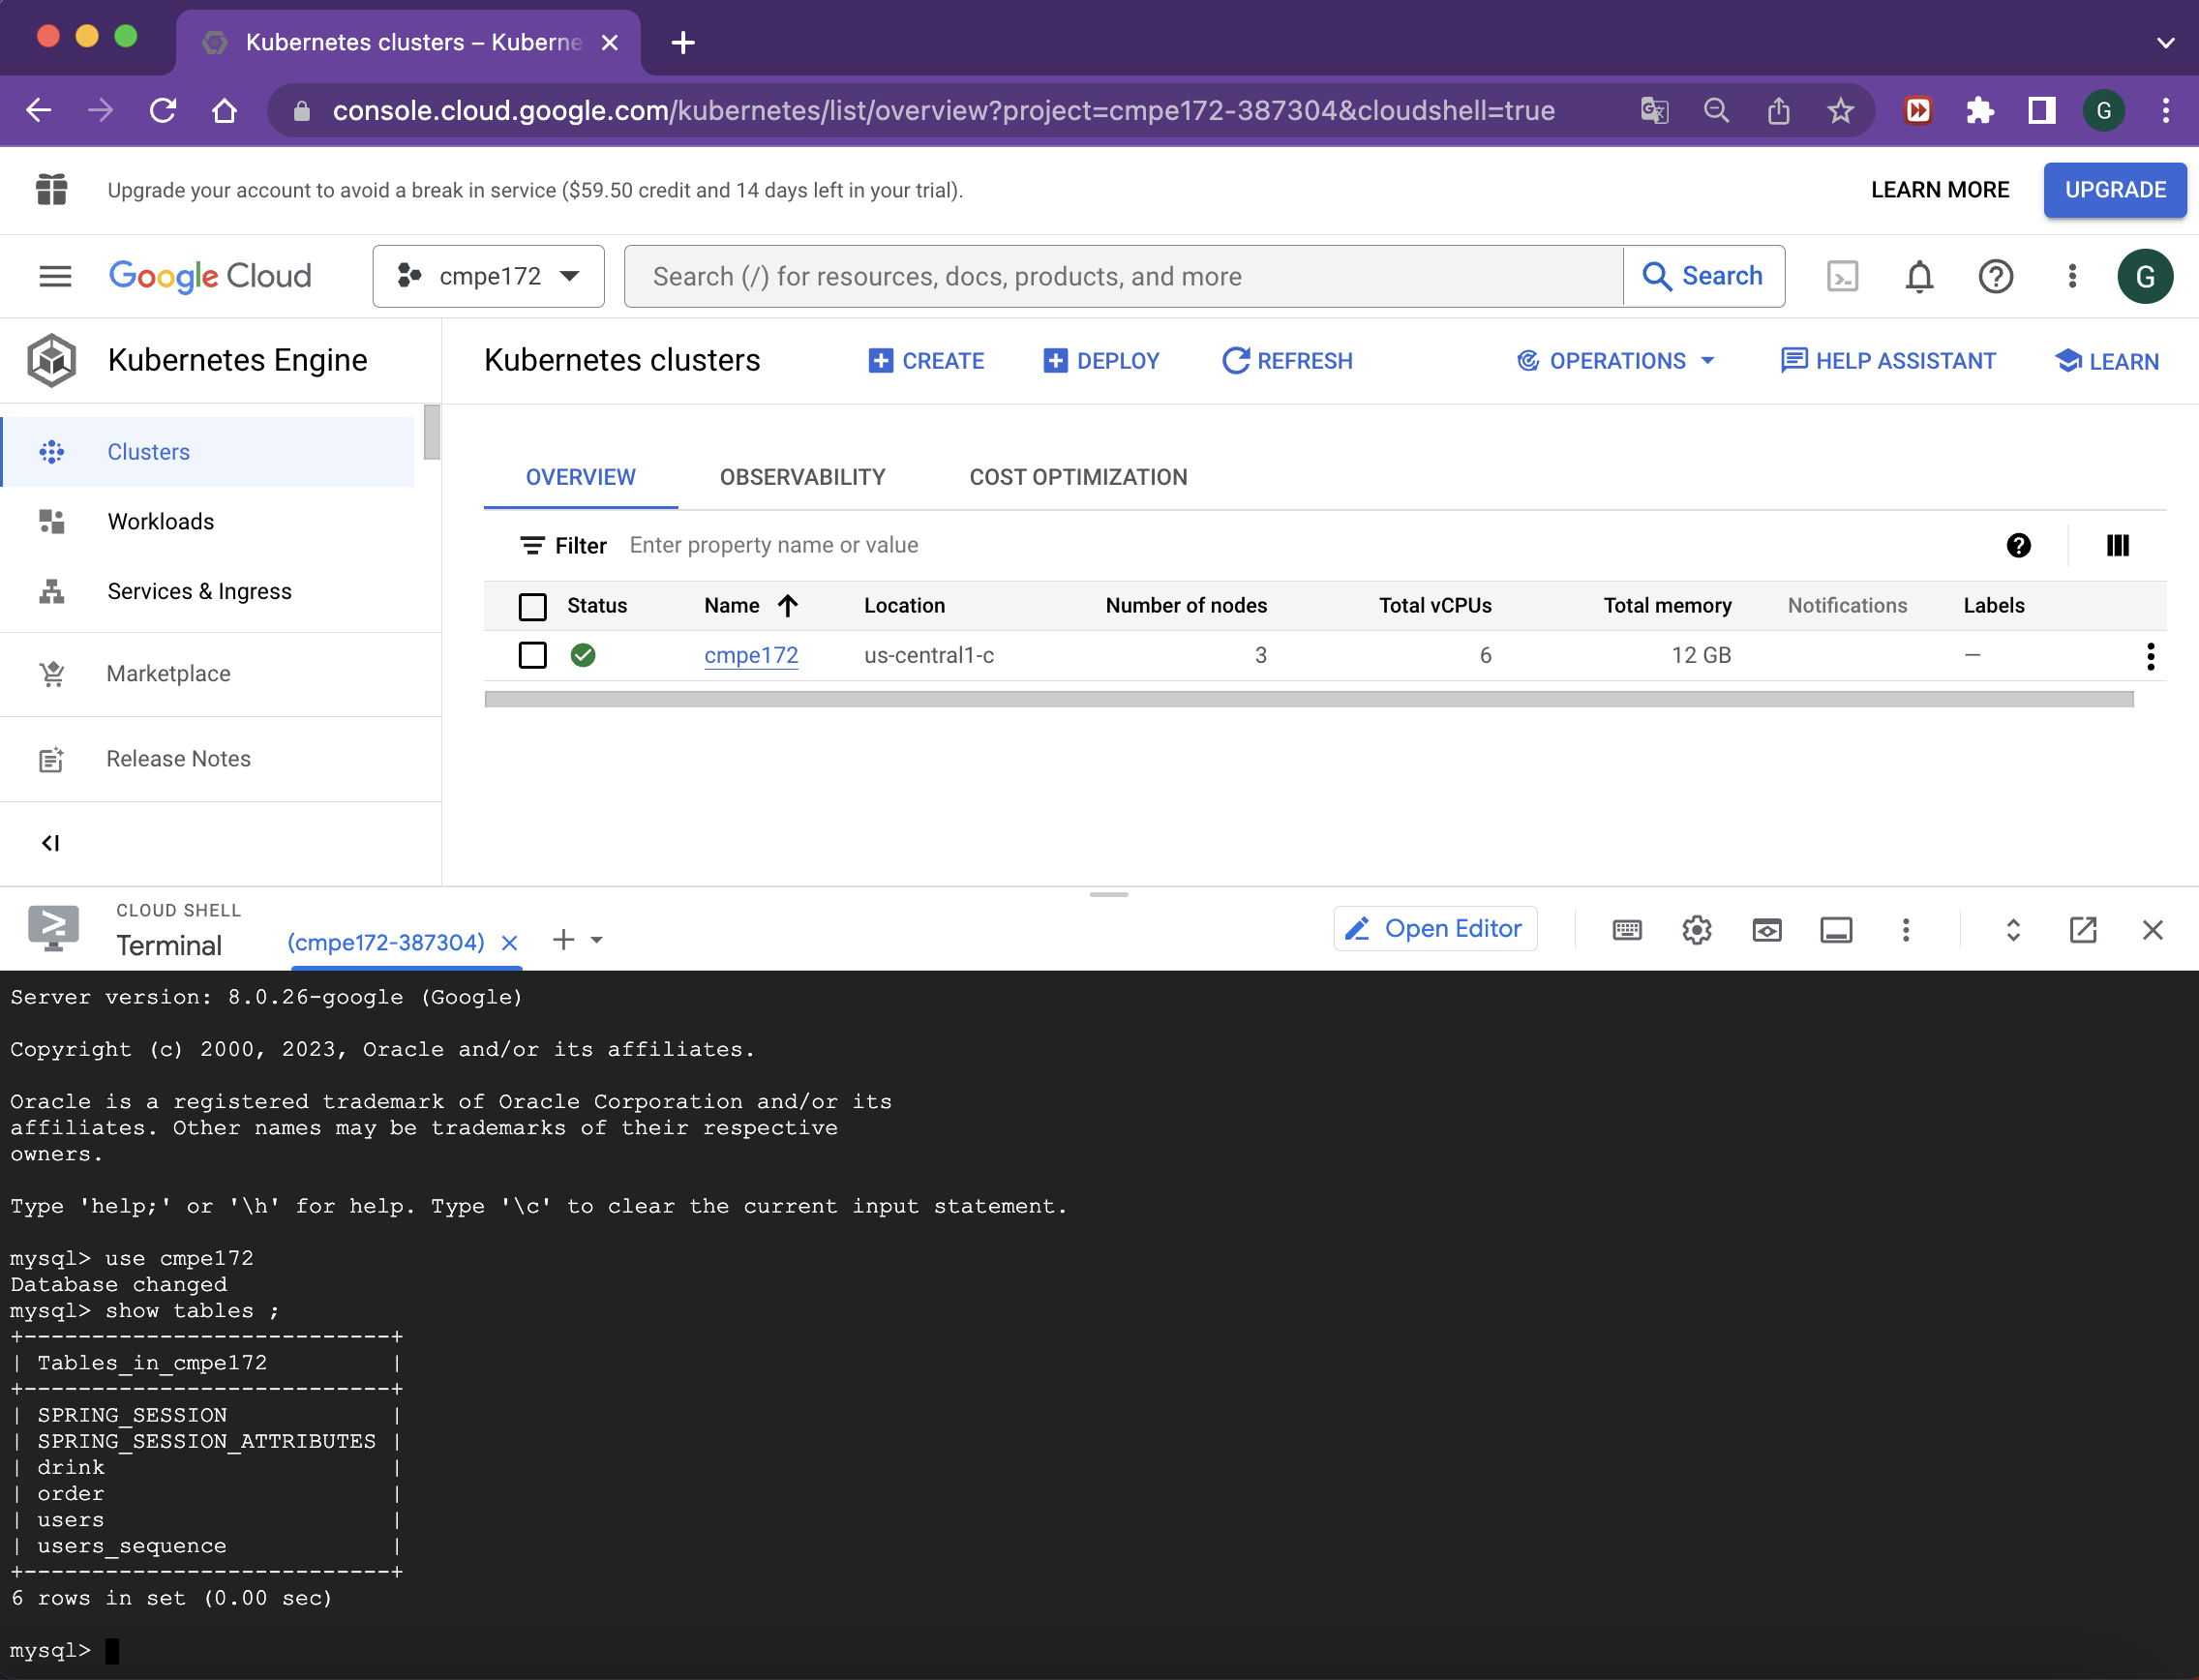 Kubernetes clusters – Kuberne
console.cloud.google.com/kubernetes/list/overview?project=cmpe172-387304&cloudshell=true
G
Upgrade your account to avoid a break in service ($59.50 credit and 14 days left in your trial).
LEARN MORE
UPGRADE
Google Cloud
cmpe172
Search (/) for resources, docs, products, and more
Search
G
Kubernetes Engine
Kubernetes clusters
CREATE
DEPLOY
REFRESH
OPERATIONS
HELP ASSISTANT
LEARN
Clusters
Workloads
Services & Ingress
Marketplace
Release Notes
OVERVIEW
OBSERVABILITY
COST OPTIMIZATION
Filter Enter property name or value
Status Name Location Number of nodes Total vCPUs Total memory Notifications Labels
cmpe172 us-central1-c 3 6 12 GB —
CLOUD SHELL
Terminal
(cmpe172-387304)
Open Editor
Server version: 8.0.26-google (Google)
Copyright (c) 2000, 2023, Oracle and/or its affiliates.
Oracle is a registered trademark of Oracle Corporation and/or its
affiliates. Other names may be trademarks of their respective
owners.
Type 'help;' or '\h' for help. Type '\c' to clear the current input statement.
mysql> use cmpe172
Database changed
mysql> show tables ;
+---------------------------+
| Tables_in_cmpe172         |
+---------------------------+
| SPRING_SESSION            |
| SPRING_SESSION_ATTRIBUTES |
| drink                     |
| order                     |
| users                     |
| users_sequence            |
+---------------------------+
6 rows in set (0.00 sec)
mysql>